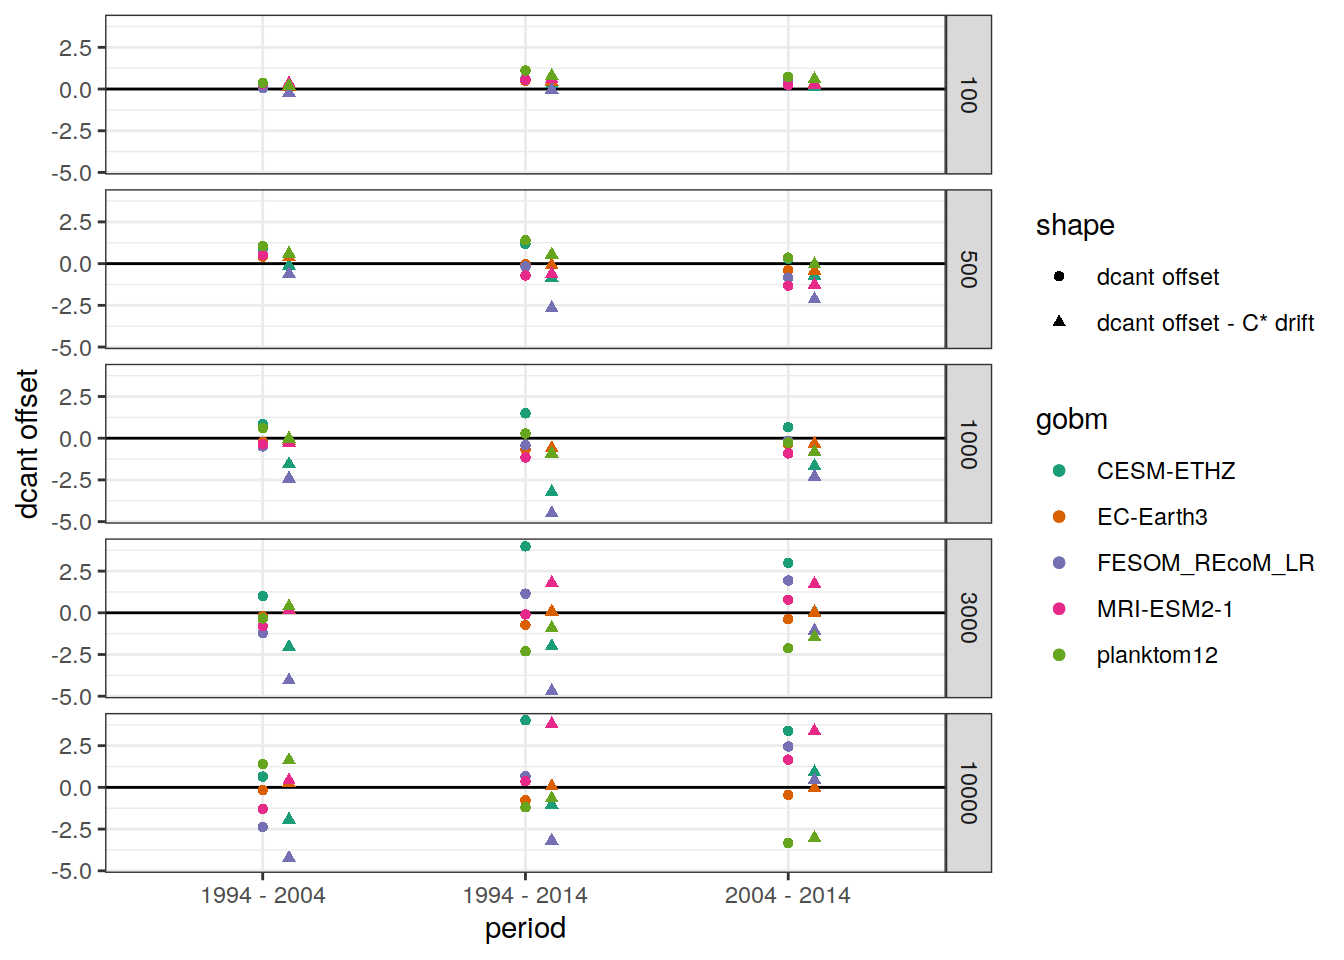 2.5
0.0
-2.5
-5.0
100
2.5
0.0
-2.5
-5.0
500
2.5
0.0
-2.5
-5.0
1000
2.5
0.0
-2.5
-5.0
3000
2.5
0.0
-2.5
-5.0
10000
dcant offset
1994 - 2004
1994 - 2014
2004 - 2014
period
shape
dcant offset
dcant offset - C* drift
gobm
CESM-ETHZ
EC-Earth3
FESOM_REcoM_LR
MRI-ESM2-1
planktom12